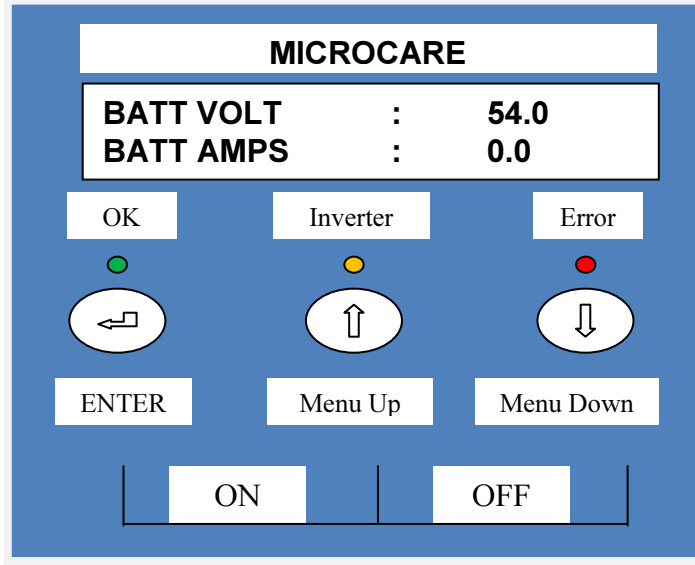 MICROCARE
BATT VOLT : 54.0
BATT AMPS : 0.0
OK Inverter Error
ENTER Menu Up Menu Down
ON OFF